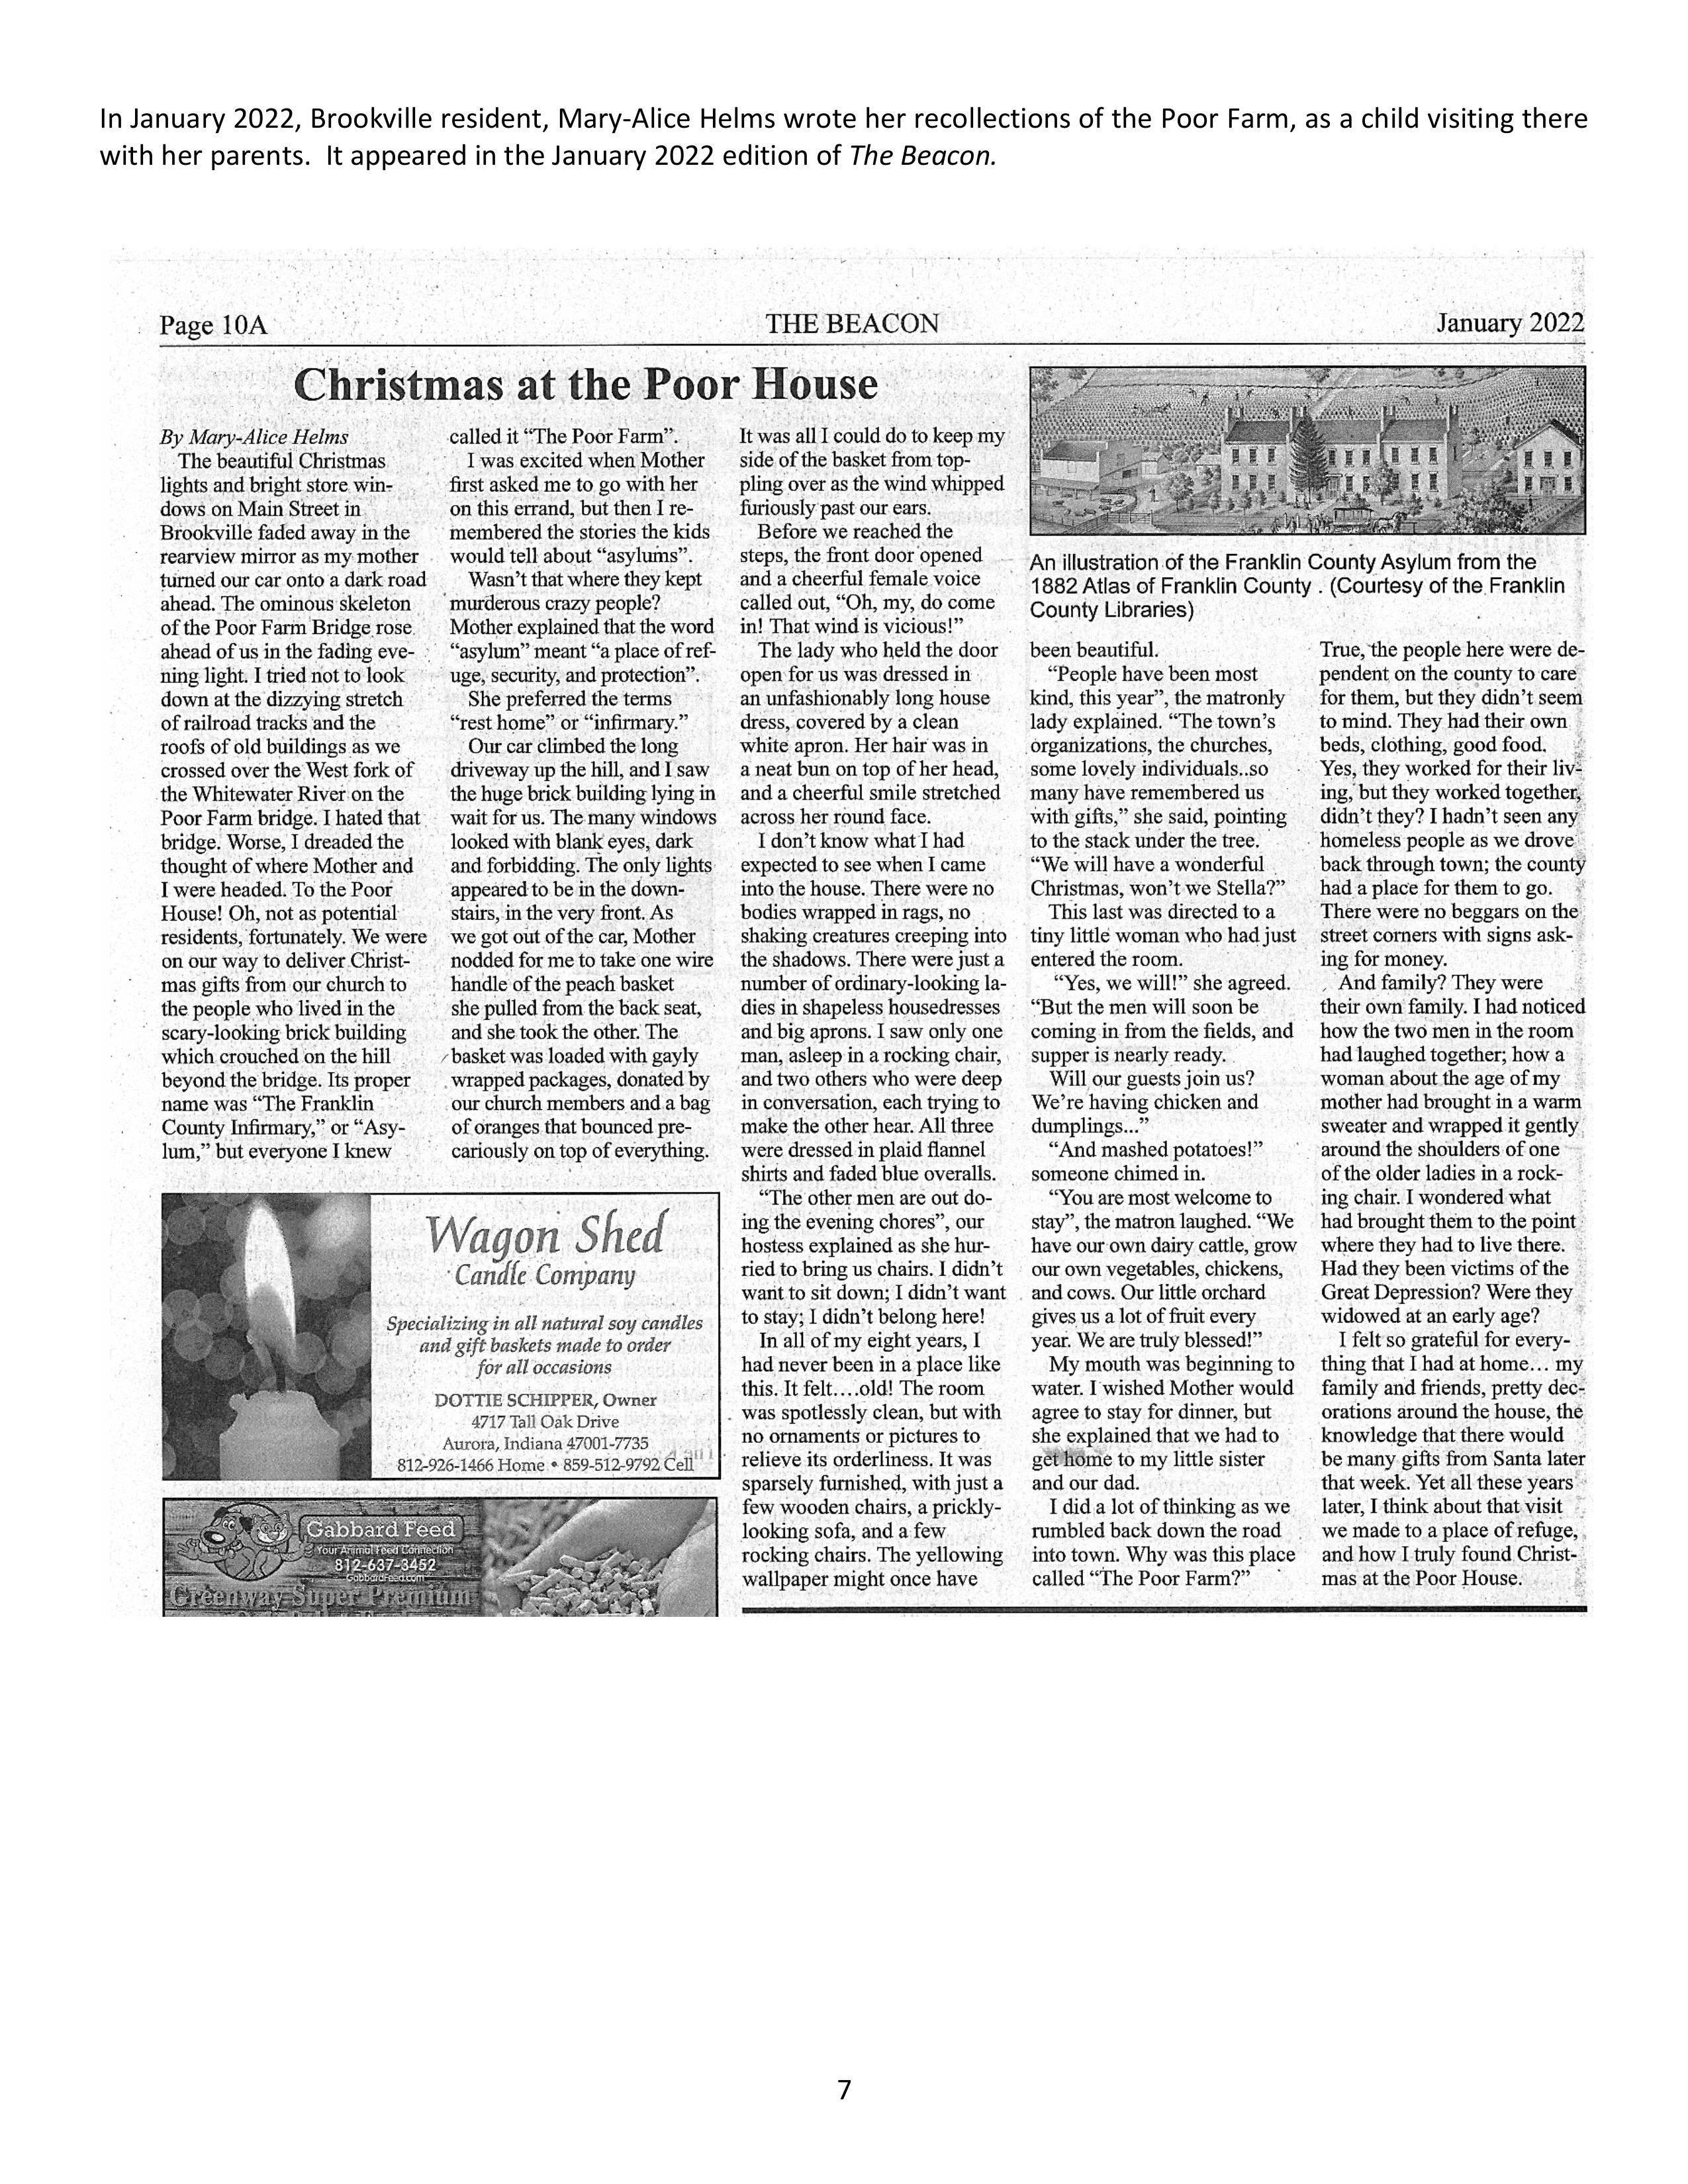 In January 2022, Brookville resident, Mary-Alice Helms wrote her recollections of the Poor Farm, as a child visiting there
with her parents.  It appeared in the January 2022 edition of The Beacon.
Page 10A
THE BEACON
January 2022
Christmas at the Poor House
By Mary-Alice Helms
The beautiful Christmas
lights and bright store win-
dows on Main Street in
Brookville faded away in the
rearview mirror as my mother
turned our car onto a dark road
ahead. The ominous skeleton
of the Poor Farm Bridge rose
ahead of us in the fading eve-
ning light. I tried not to look
down at the dizzying stretch
of railroad tracks and the
roofs of old buildings as we
crossed over the West fork of
the Whitewater River on the
Poor Farm bridge. I hated that
bridge. Worse, I dreaded the
thought of where Mother and
I were headed. To the Poor
House! Oh, not as potential
residents, fortunately. We were
on our way to deliver Christ-
mas gifts from our church to
the people who lived in the
scary-looking brick building
which crouched on the hill
beyond the bridge. Its proper
name was “The Franklin
County Infirmary,” or “Asy-
lum,” but everyone I knew
called it “The Poor Farm”.
I was excited when Mother
first asked me to go with her
on this errand, but then I re-
membered the stories the kids
would tell about “asylums”.
Wasn’t that where they kept
murderous crazy people?
Mother explained that the word
“asylum” meant “a place of ref-
uge, security, and protection”.
She preferred the terms
“rest home” or “infirmary.”
Our car climbed the long
driveway up the hill, and I saw
the huge brick building lying in
wait for us. The many windows
looked with blank eyes, dark
and forbidding. The only lights
appeared to be in the down-
stairs, in the very front. As
we got out of the car, Mother
nodded for me to take one wire
handle of the peach basket
she pulled from the back seat,
and she took the other. The
basket was loaded with gayly
wrapped packages, donated by
our church members and a bag
of oranges that bounced pre-
cariously on top of everything.
It was all I could do to keep my
side of the basket from top-
pling over as the wind whipped
furiously past our ears.
Before we reached the
steps, the front door opened
and a cheerful female voice
called out, “Oh, my, do come
in! That wind is vicious!”
The lady who held the door
open for us was dressed in
an unfashionably long house
dress, covered by a clean
white apron. Her hair was in
a neat bun on top of her head,
and a cheerful smile stretched
across her round face.
I don’t know what I had
expected to see when I came
into the house. There were no
bodies wrapped in rags, no
shaking creatures creeping into
the shadows. There were just a
number of ordinary-looking la-
dies in shapeless housedresses
and big aprons. I saw only one
man, asleep in a rocking chair,
and two others who were deep
in conversation, each trying to
make the other hear. All three
were dressed in plaid flannel
shirts and faded blue overalls.
“The other men are out do-
ing the evening chores”, our
hostess explained as she hur-
ried to bring us chairs. I didn’t
want to sit down; I didn’t want
to stay; I didn’t belong here!
In all of my eight years, I
had never been in a place like
this. It felt....old! The room
was spotlessly clean, but with
no ornaments or pictures to
relieve its orderliness. It was
sparsely furnished, with just a
few wooden chairs, a prickly-
looking sofa, and a few
rocking chairs. The yellowing
wallpaper might once have
An illustration of the Franklin County Asylum from the
1882 Atlas of Franklin County . (Courtesy of the Franklin
County Libraries)
been beautiful.
“People have been most
kind, this year”, the matronly
lady explained. “The town’s
organizations, the churches,
some lovely individuals..so
many have remembered us
with gifts,” she said, pointing
to the stack under the tree.
“We will have a wonderful
Christmas, won’t we Stella?”
This last was directed to a
tiny little woman who had just
entered the room.
“Yes, we will!” she agreed.
“But the men will soon be
coming in from the fields, and
supper is nearly ready.
Will our guests join us?
We’re having chicken and
dumplings...”
“And mashed potatoes!”
someone chimed in.
“You are most welcome to
stay”, the matron laughed. “We
have our own dairy cattle, grow
our own vegetables, chickens,
and cows. Our little orchard
gives us a lot of fruit every
year. We are truly blessed!”
My mouth was beginning to
water. I wished Mother would
agree to stay for dinner, but
she explained that we had to
get home to my little sister
and our dad.
I did a lot of thinking as we
rumbled back down the road
into town. Why was this place
called “The Poor Farm?”
True, the people here were de-
pendent on the county to care
for them, but they didn’t seem
to mind. They had their own
beds, clothing, good food.
Yes, they worked for their liv-
ing, but they worked together,
didn’t they? I hadn’t seen any
homeless people as we drove
back through town; the county
had a place for them to go.
There were no beggars on the
street corners with signs ask-
ing for money.
And family? They were
their own family. I had noticed
how the two men in the room
had laughed together; how a
woman about the age of my
mother had brought in a warm
sweater and wrapped it gently
around the shoulders of one
of the older ladies in a rock-
ing chair. I wondered what
had brought them to the point
where they had to live there.
Had they been victims of the
Great Depression? Were they
widowed at an early age?
I felt so grateful for every-
thing that I had at home... my
family and friends, pretty dec-
orations around the house, the
knowledge that there would
be many gifts from Santa later
that week. Yet all these years
later, I think about that visit
we made to a place of refuge,
and how I truly found Christ-
mas at the Poor House.
Wagon Shed
Candle Company
Specializing in all natural soy candles
and gift baskets made to order
for all occasions
DOTTIE SCHIPPER, Owner
4717 Tall Oak Drive
Aurora, Indiana 47001-7735
812-926-1466 Home • 859-512-9792 Cell
Gabbard Feed
Your Animal Feed Connection
812-637-3452
GabbardFeed.com
Greenway Super Premium
7